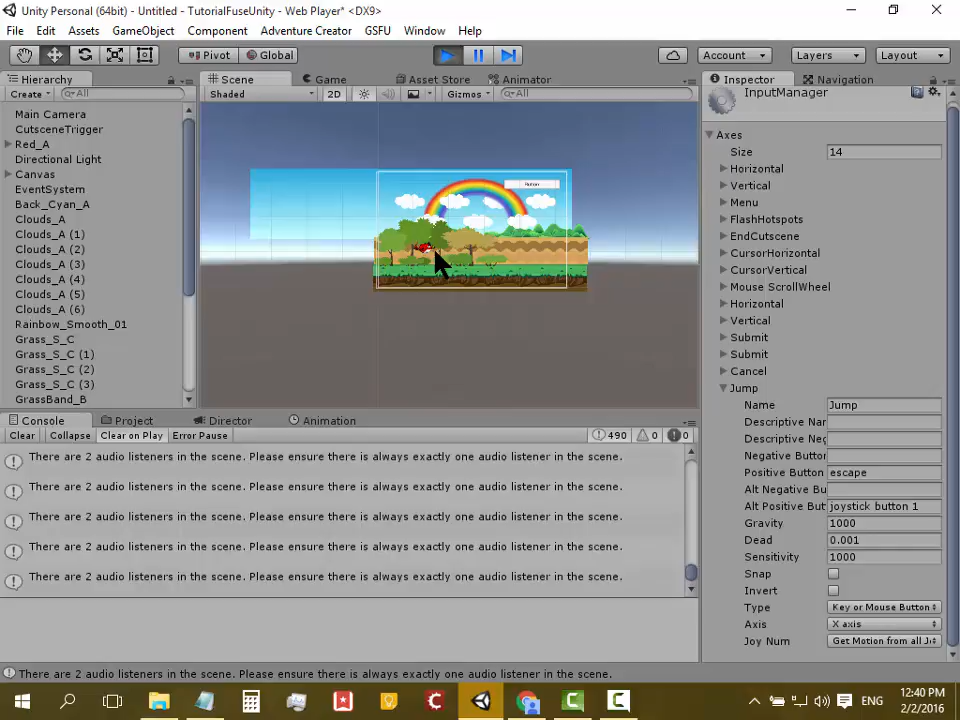 Unity Personal (64bit) - Untitled - TutorialFuseUnity - Web Player* <DX9>
File Edit Assets GameObject Component Adventure Creator GSFU Window Help
Pivot Global Account Layers Layout
Hierarchy Scene Game Asset Store Animator Inspector Navigation
Create All Shaded 2D Gizmos All
InputManager
Main Camera
CutsceneTrigger
Red_A
Directional Light
Canvas
EventSystem
Back_Cyan_A
Clouds_A
Clouds_A (1)
Clouds_A (2)
Clouds_A (3)
Clouds_A (4)
Clouds_A (5)
Clouds_A (6)
Rainbow_Smooth_01
Grass_S_C
Grass_S_C (1)
Grass_S_C (2)
Grass_S_C (3)
GrassBand_B
Button
Axes
Size 14
Horizontal
Vertical
Menu
FlashHotspots
EndCutscene
CursorHorizontal
CursorVertical
Mouse ScrollWheel
Horizontal
Vertical
Submit
Submit
Cancel
Jump
Name Jump
Descriptive Nar
Descriptive Neg
Negative Button
Positive Button escape
Alt Negative Bu
Alt Positive But joystick button 1
Gravity 1000
Dead 0.001
Sensitivity 1000
Snap
Invert
Type Key or Mouse Button
Axis X axis
Joy Num Get Motion from all J
Console Project Director Animation
Clear Collapse Clear on Play Error Pause 490 0 0
There are 2 audio listeners in the scene. Please ensure there is always exactly one audio listener in the scene.
There are 2 audio listeners in the scene. Please ensure there is always exactly one audio listener in the scene.
There are 2 audio listeners in the scene. Please ensure there is always exactly one audio listener in the scene.
There are 2 audio listeners in the scene. Please ensure there is always exactly one audio listener in the scene.
There are 2 audio listeners in the scene. Please ensure there is always exactly one audio listener in the scene.
There are 2 audio listeners in the scene. Please ensure there is always exactly one audio listener in the scene.
ENG
12:40 PM
2/2/2016